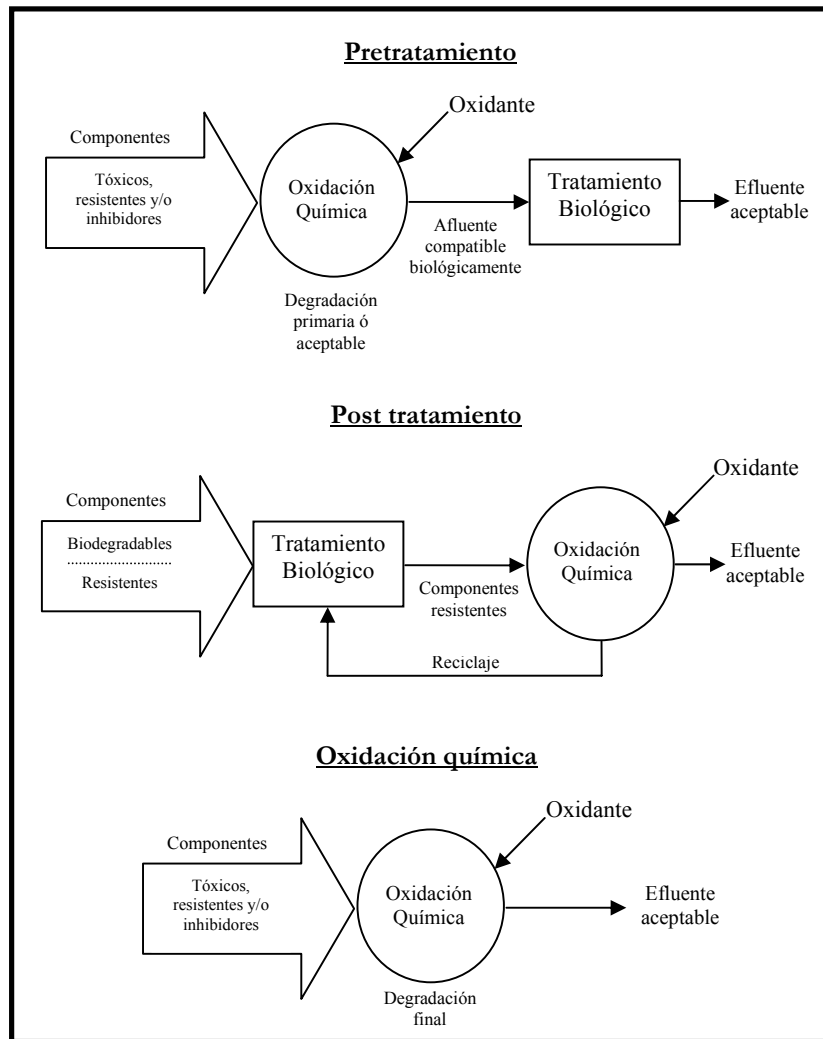 Pretratamiento
Oxidante
Componentes
Tóxicos,
resistentes y/o
inhibidores
Oxidación
Química
Afluente
compatible
biológicamente
Tratamiento
Biológico
Efluente
aceptable
Degradación
primaria ó
aceptable
Post tratamiento
Oxidante
Componentes
Biodegradables
Resistentes
Tratamiento
Biológico
Componentes
resistentes
Oxidación
Química
Efluente
aceptable
Reciclaje
Oxidación química
Oxidante
Componentes
Tóxicos,
resistentes y/o
inhibidores
Oxidación
Química
Efluente
aceptable
Degradación
final